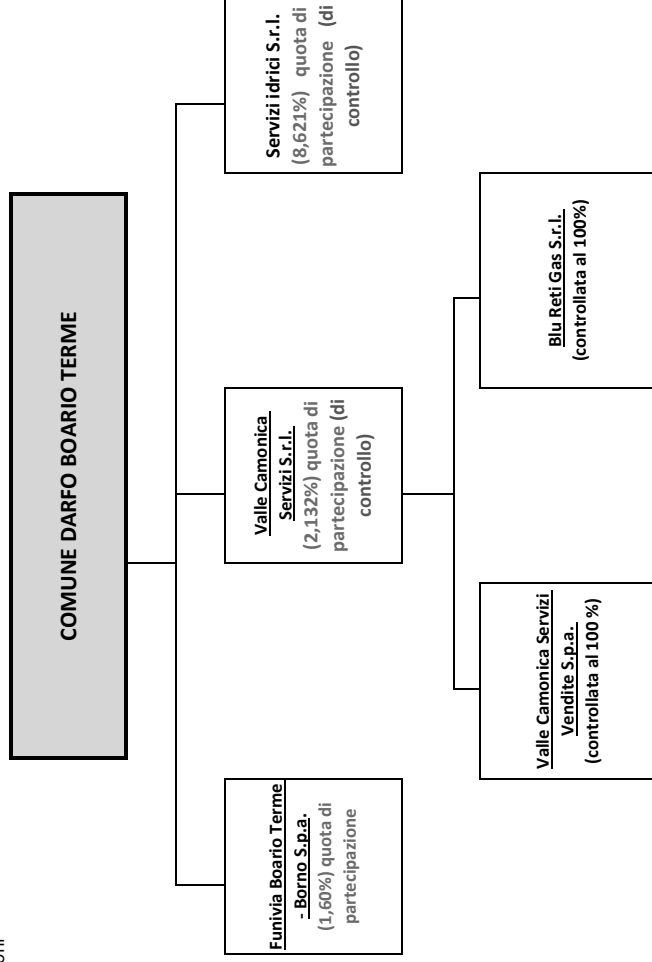 COMUNE DARFO BOARIO TERME
Funivia Boario Terme
- Borno S.p.a.
(1,60%) quota di
partecipazione
Valle Camonica
Servizi S.r.l.
(2,132%) quota di
partecipazione (di
controllo)
Servizi idrici S.r.l.
(8,621%) quota di
partecipazione (di
controllo)
Valle Camonica Servizi
Vendite S.p.a.
(controllata al 100 %)
Blu Reti Gas S.r.l.
(controllata al 100%)